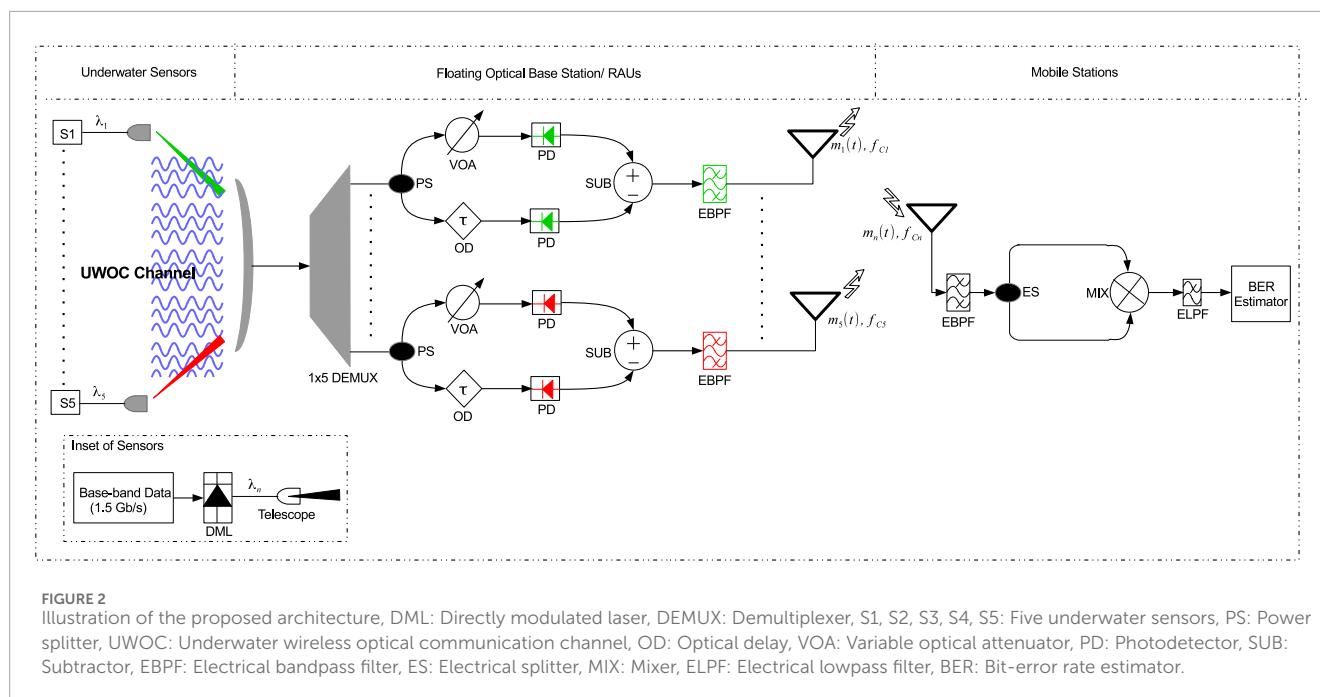 Underwater Sensors
Floating Optical Base Station/ RAUs
Mobile Stations
S1
λ1
VOA
PD
PS
SUB
+
−
τ
OD
PD
EBPF
m1(t), fC1
UWOC Channel
1x5 DEMUX
VOA
PD
PS
SUB
+
−
τ
OD
PD
EBPF
m5(t), fC5
S5
λ5
mn(t), fCn
EBPF
ES
MIX
ELPF
BER
Estimator
Inset of Sensors
Base-band Data
(1.5 Gb/s)
DML
λn
Telescope
FIGURE 2
Illustration of the proposed architecture, DML: Directly modulated laser, DEMUX: Demultiplexer, S1, S2, S3, S4, S5: Five underwater sensors, PS: Power
splitter, UWOC: Underwater wireless optical communication channel, OD: Optical delay, VOA: Variable optical attenuator, PD: Photodetector, SUB:
Subtractor, EBPF: Electrical bandpass filter, ES: Electrical splitter, MIX: Mixer, ELPF: Electrical lowpass filter, BER: Bit-error rate estimator.